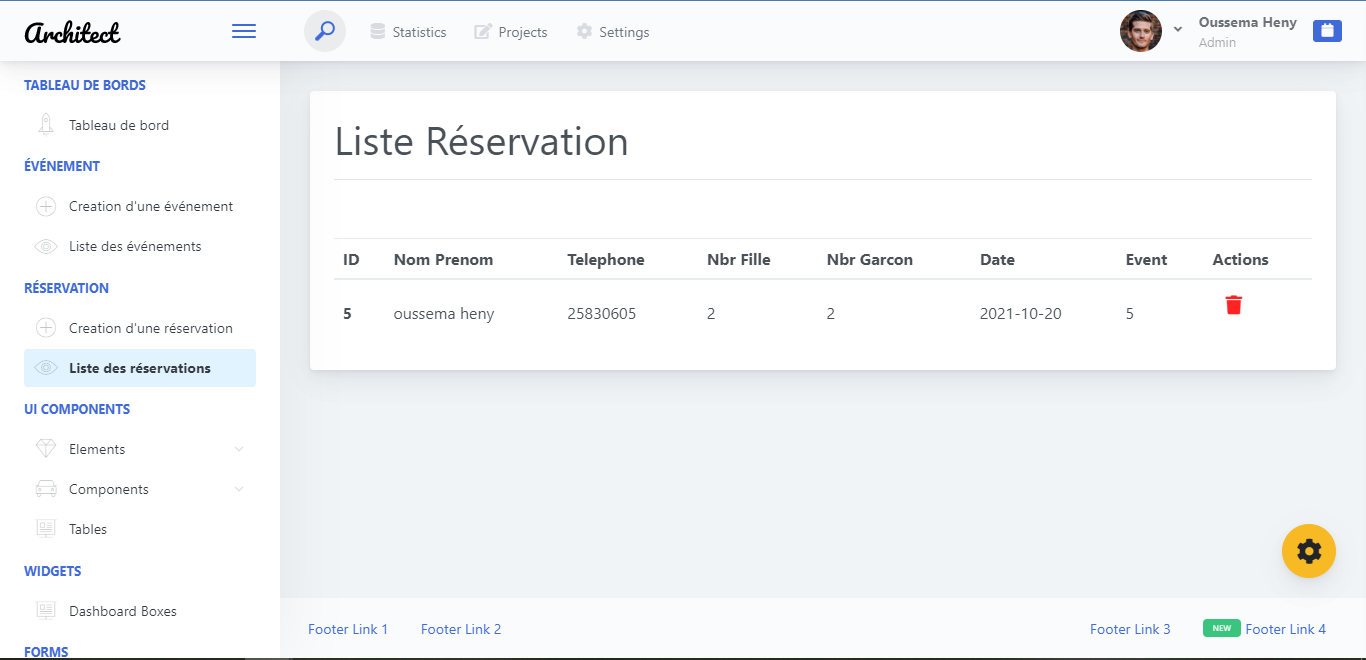 Architect
Statistics
Projects
Settings
Oussema Heny
Admin
TABLEAU DE BORDS
Tableau de bord
ÉVÉNEMENT
Creation d'une événement
Liste des événements
RÉSERVATION
Creation d'une réservation
Liste des réservations
UI COMPONENTS
Elements
Components
Tables
WIDGETS
Dashboard Boxes
FORMS
Liste Réservation
ID Nom Prenom Telephone Nbr Fille Nbr Garcon Date Event Actions
5 oussema heny 25830605 2 2 2021-10-20 5
Footer Link 1 Footer Link 2 Footer Link 3 NEW Footer Link 4